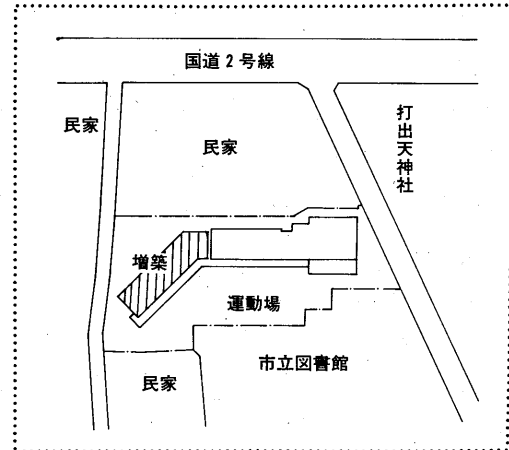 国道2号線
民家
民家
打出天神社
増築
運動場
市立図書館
民家